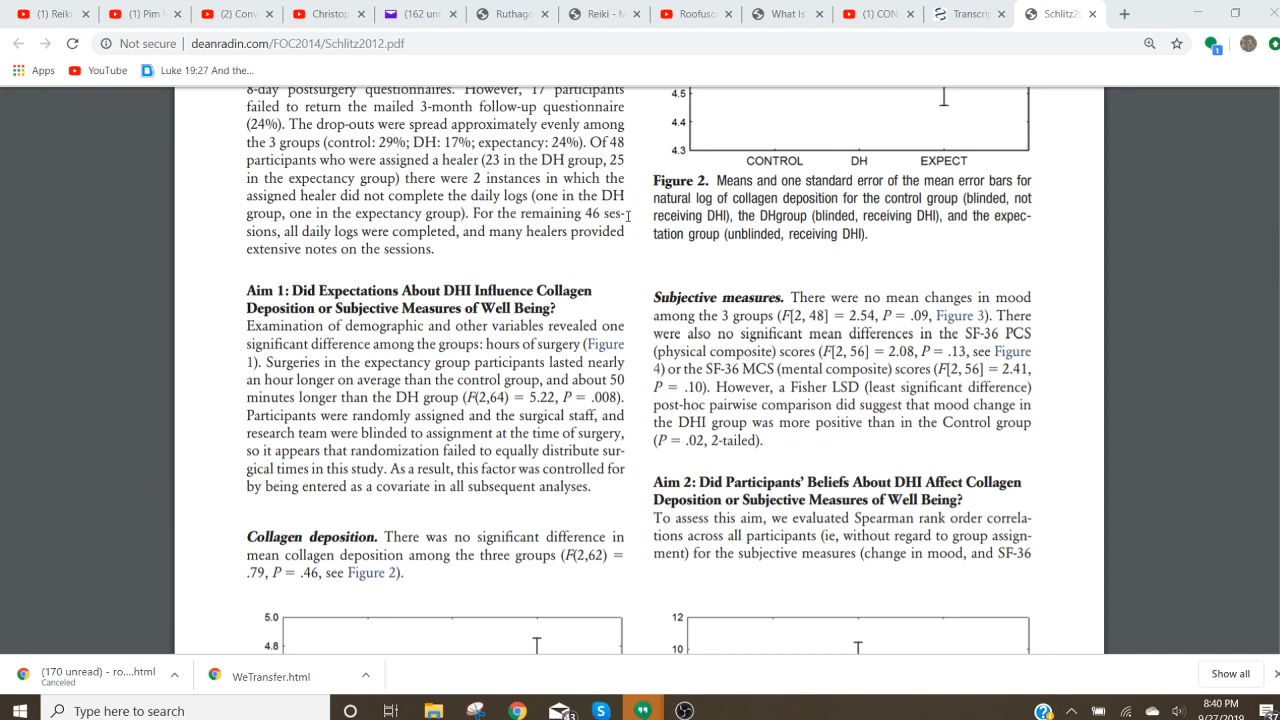 (1) Reiki
(1) Pim V
(2) Conv
Christop
(162 unr
Ruthago
Reiki - M
Roofusc
What Is
(1) CON
Transcrip
Schlitz2
Not secure
deanradin.com/FOC2014/Schlitz2012.pdf
1
Apps
YouTube
Luke 19:27 And the...
8-day postsurgery questionnaires. However, 17 participants
failed to return the mailed 3-month follow-up questionnaire
(24%). The drop-outs were spread approximately evenly among
the 3 groups (control: 29%; DH: 17%; expectancy: 24%). Of 48
participants who were assigned a healer (23 in the DH group, 25
in the expectancy group) there were 2 instances in which the
assigned healer did not complete the daily logs (one in the DH
group, one in the expectancy group). For the remaining 46 ses-
sions, all daily logs were completed, and many healers provided
extensive notes on the sessions.
Aim 1: Did Expectations About DHI Influence Collagen
Deposition or Subjective Measures of Well Being?
Examination of demographic and other variables revealed one
significant difference among the groups: hours of surgery (Figure
1). Surgeries in the expectancy group participants lasted nearly
an hour longer on average than the control group, and about 50
minutes longer than the DH group (F(2,64) = 5.22, P = .008).
Participants were randomly assigned and the surgical staff, and
research team were blinded to assignment at the time of surgery,
so it appears that randomization failed to equally distribute sur-
gical times in this study. As a result, this factor was controlled for
by being entered as a covariate in all subsequent analyses.
Collagen deposition. There was no significant difference in
mean collagen deposition among the three groups (F(2,62) =
.79, P = .46, see Figure 2).
5.0
4.8
4.5
4.4
4.3
CONTROL DH EXPECT
Figure 2. Means and one standard error of the mean error bars for
natural log of collagen deposition for the control group (blinded, not
receiving DHI), the DHgroup (blinded, receiving DHI), and the expec-
tation group (unblinded, receiving DHI).
Subjective measures. There were no mean changes in mood
among the 3 groups (F[2, 48] = 2.54, P = .09, Figure 3). There
were also no significant mean differences in the SF-36 PCS
(physical composite) scores (F[2, 56] = 2.08, P = .13, see Figure
4) or the SF-36 MCS (mental composite) scores (F[2, 56] = 2.41,
P = .10). However, a Fisher LSD (least significant difference)
post-hoc pairwise comparison did suggest that mood change in
the DHI group was more positive than in the Control group
(P = .02, 2-tailed).
Aim 2: Did Participants' Beliefs About DHI Affect Collagen
Deposition or Subjective Measures of Well Being?
To assess this aim, we evaluated Spearman rank order correla-
tions across all participants (ie, without regard to group assign-
ment) for the subjective measures (change in mood, and SF-36
12
10
(170 unread) - ro....html
Canceled
WeTransfer.html
Show all
Type here to search
43
8:40 PM
9/27/2019